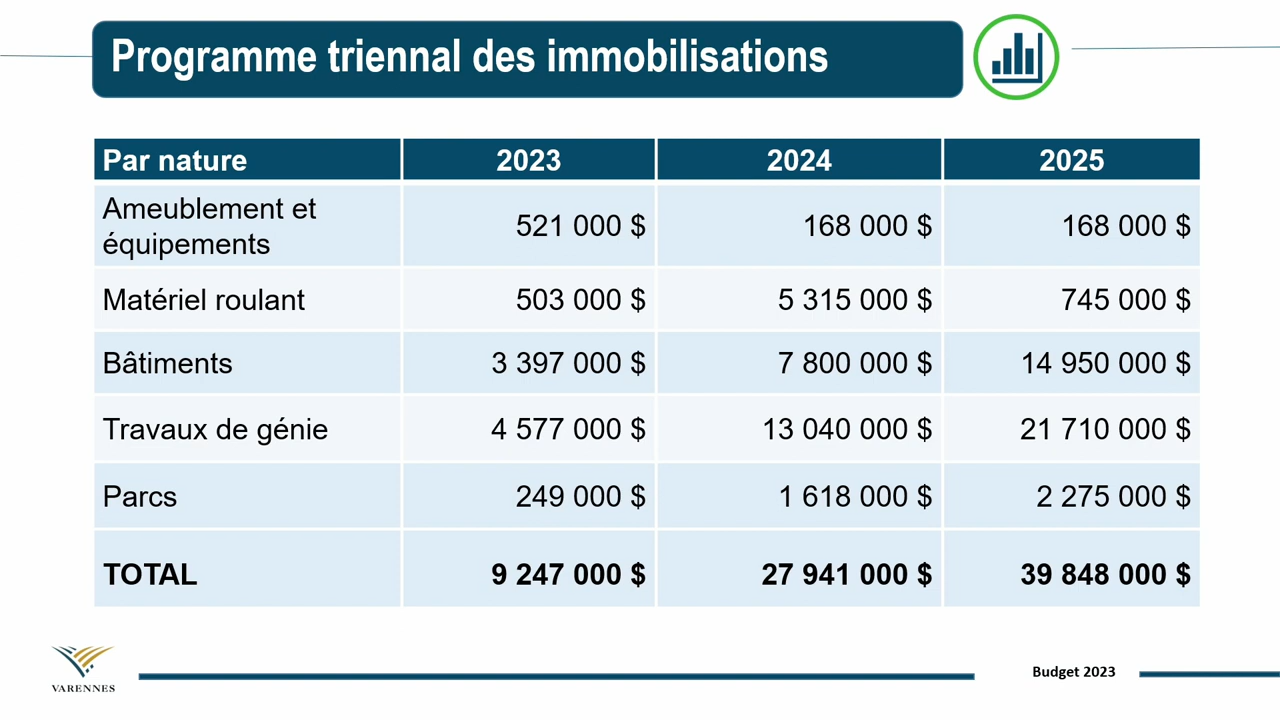 Programme triennal des immobilisations
Par nature 2023 2024 2025
Ameublement et
équipements 521 000 $ 168 000 $ 168 000 $
Matériel roulant 503 000 $ 5 315 000 $ 745 000 $
Bâtiments 3 397 000 $ 7 800 000 $ 14 950 000 $
Travaux de génie 4 577 000 $ 13 040 000 $ 21 710 000 $
Parcs 249 000 $ 1 618 000 $ 2 275 000 $
TOTAL 9 247 000 $ 27 941 000 $ 39 848 000 $
VARENNES
Budget 2023